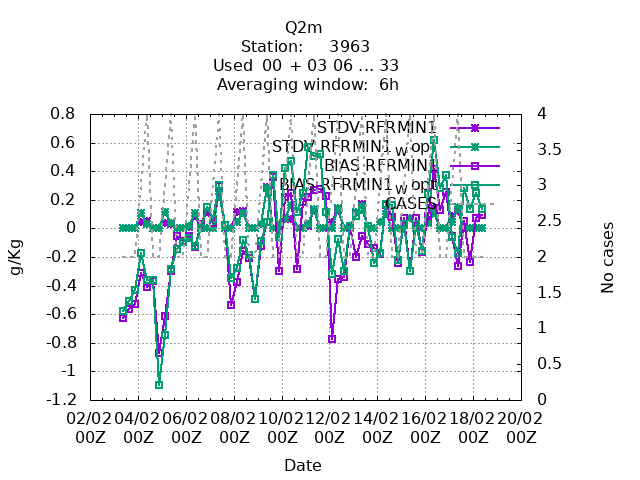 Q2m
Station: 3963
Used 00 + 03 06 ... 33
Averaging window: 6h
STDV RFRMIN1
STDV RFRMIN1_w_opt
BIAS RFRMIN1
BIAS RFRMIN1_w_opt
CASES
0.8
0.6
0.4
0.2
0
-0.2
-0.4
-0.6
-0.8
-1
-1.2
g/Kg
4
3.5
3
2.5
2
1.5
1
0.5
0
No cases
02/02 04/02 06/02 08/02 10/02 12/02 14/02 16/02 18/02 20/02
00Z 00Z 00Z 00Z 00Z 00Z 00Z 00Z 00Z 00Z
Date